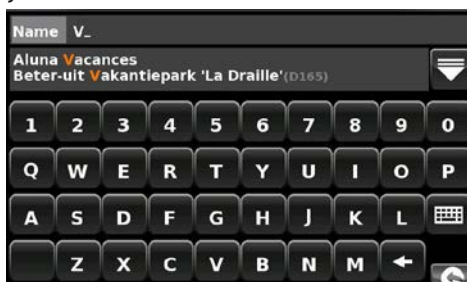 Name V_
Aluna Vacances
Beter-uit Vakantiepark 'La Draille'(D165)
1 2 3 4 5 6 7 8 9 0
Q W E R T Y U I O P
A S D F G H J K L
Z X C V B N M